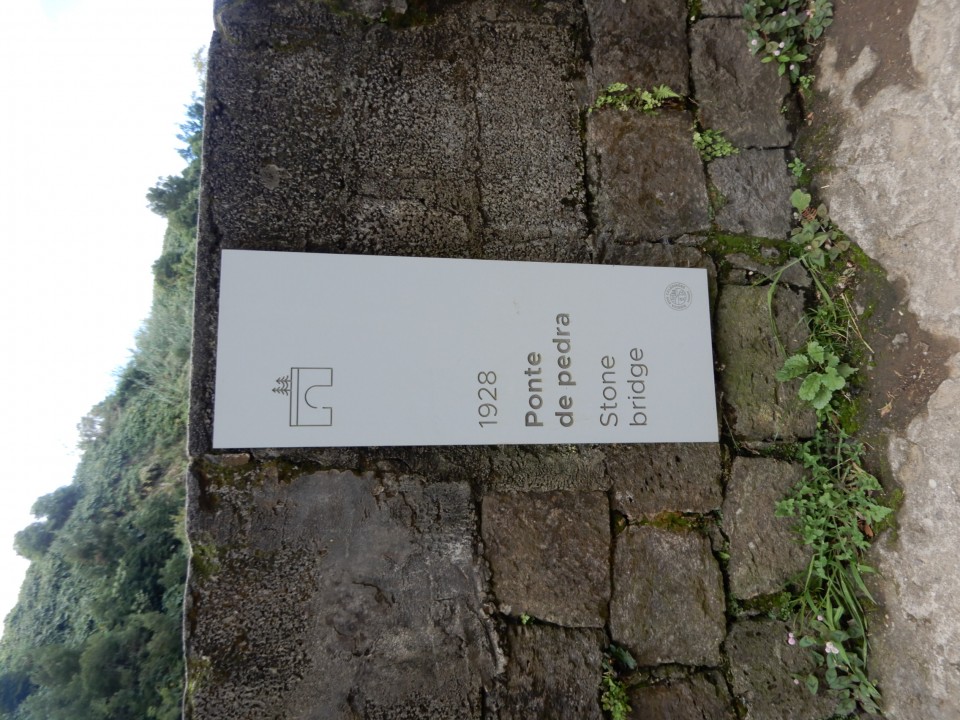 1928
Ponte
de pedra
Stone
bridge